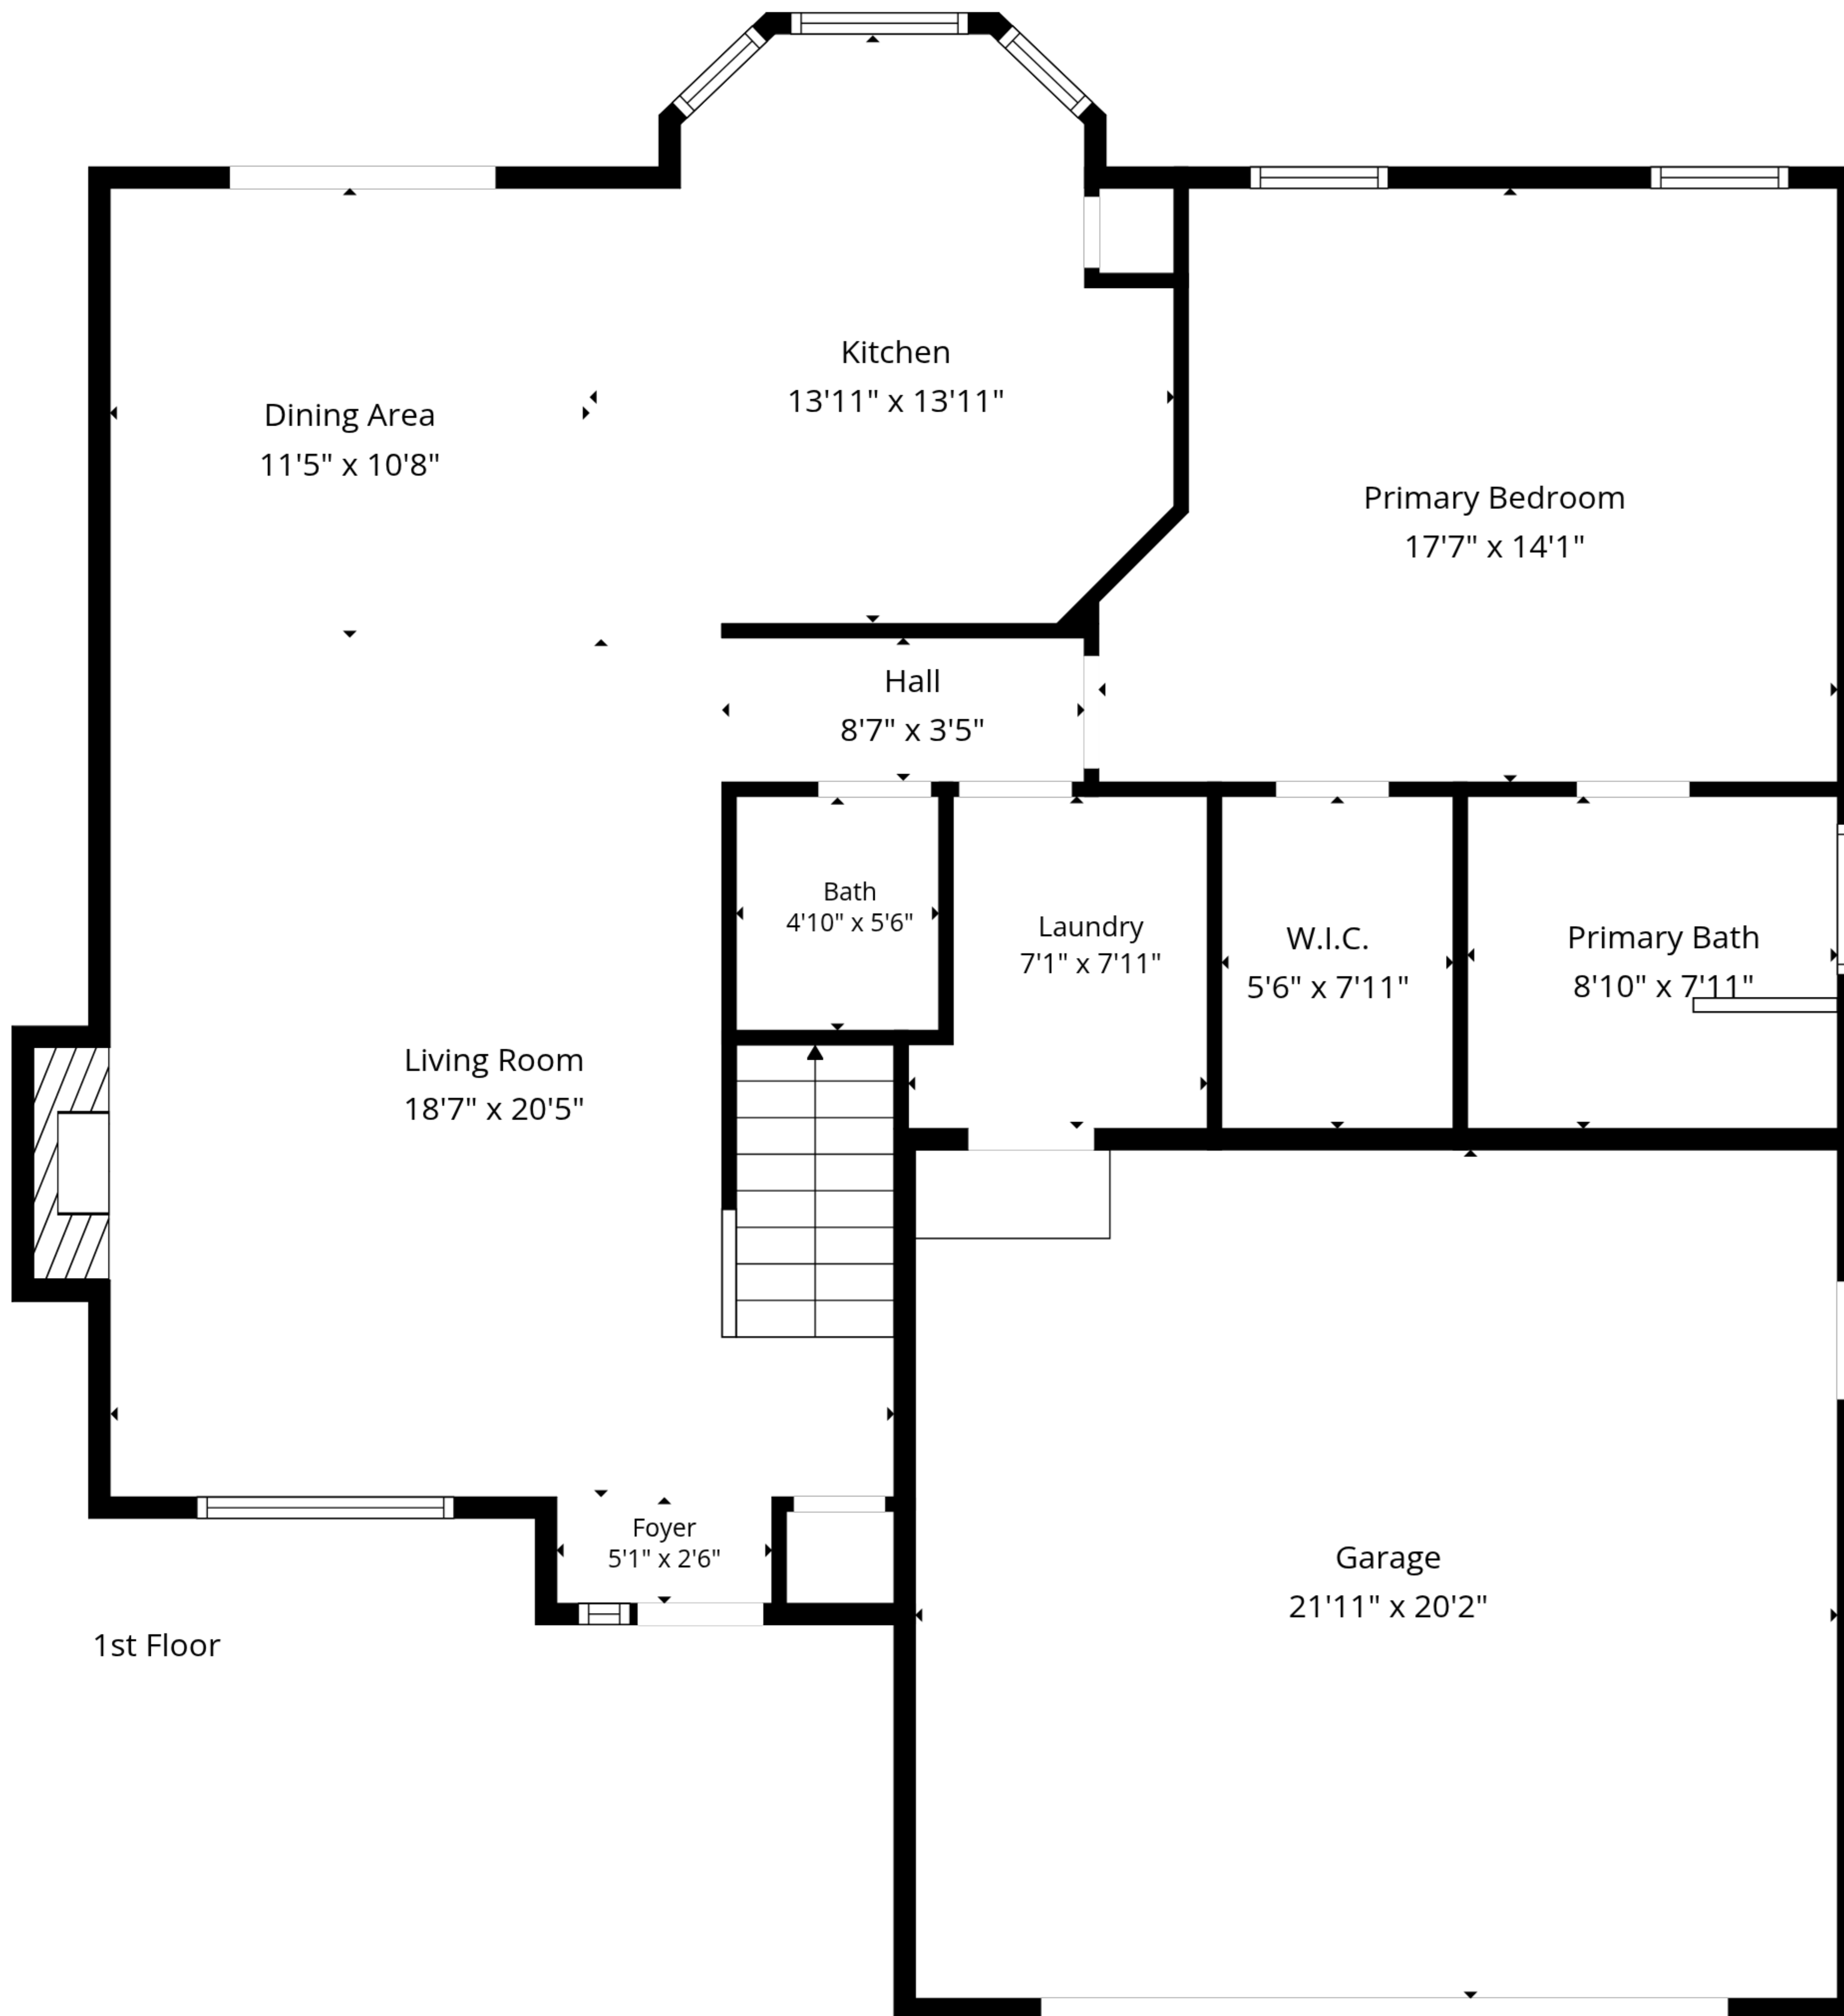 Kitchen
13'11" x 13'11"
Dining Area
11'5" x 10'8"
Primary Bedroom
17'7" x 14'1"
Hall
8'7" x 3'5"
Bath
4'10" x 5'6"
Laundry
7'1" x 7'11"
W.I.C.
5'6" x 7'11"
Primary Bath
8'10" x 7'11"
Living Room
18'7" x 20'5"
Foyer
5'1" x 2'6"
Garage
21'11" x 20'2"
1st Floor